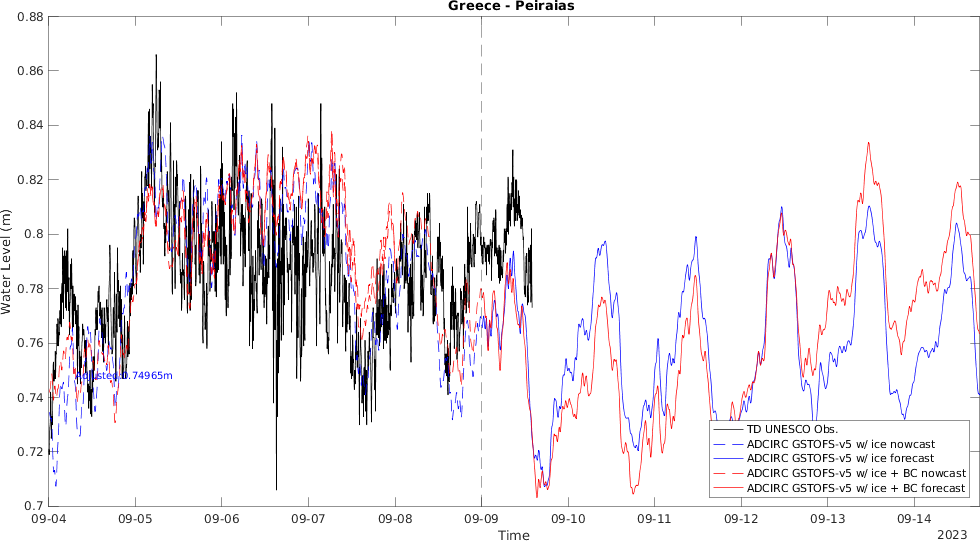 Greece - Peiraias
0.88
0.86
0.84
0.82
0.8
0.78
0.76
0.74
0.72
0.7
Water Level (m)
Adjusted:0.74965m
TD UNESCO Obs.
ADCIRC GSTOFS-v5 w/ ice nowcast
ADCIRC GSTOFS-v5 w/ ice forecast
ADCIRC GSTOFS-v5 w/ ice + BC nowcast
ADCIRC GSTOFS-v5 w/ ice + BC forecast
09-04 09-05 09-06 09-07 09-08 09-09 09-10 09-11 09-12 09-13 09-14
Time
2023